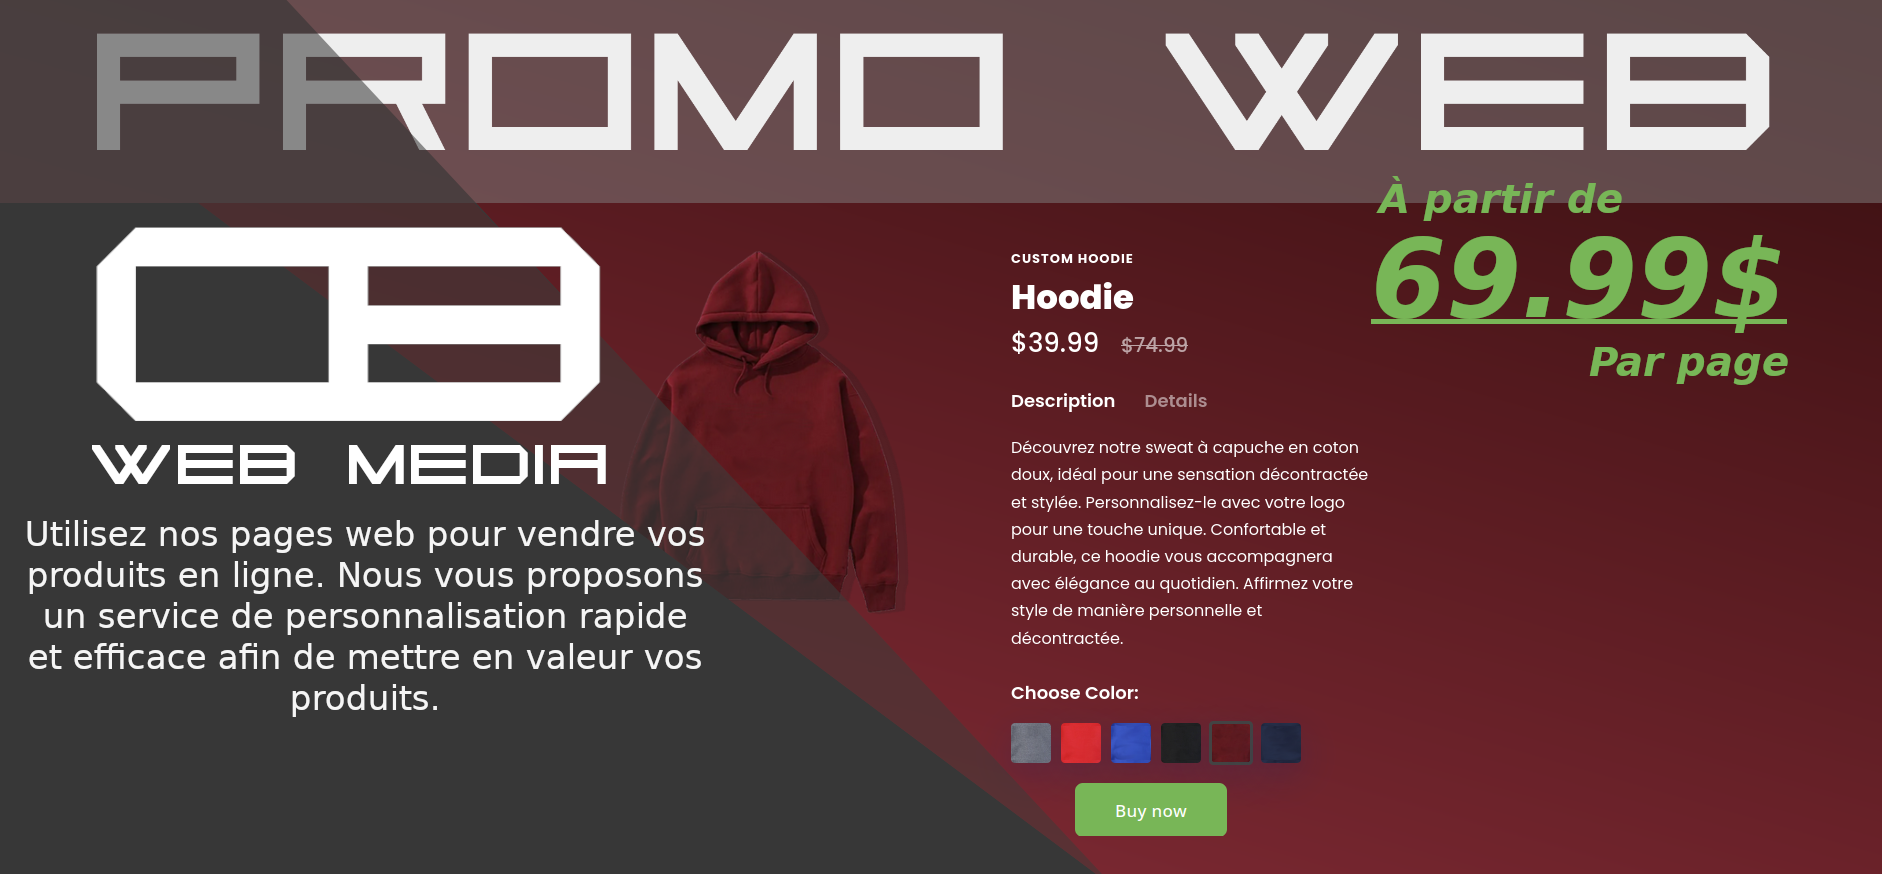 PROMO WEB
À partir de
69.99$
Par page
CB
WEB MEDIA
Utilisez nos pages web pour vendre vos
produits en ligne. Nous vous proposons
un service de personnalisation rapide
et efficace afin de mettre en valeur vos
produits.
CUSTOM HOODIE
Hoodie
$39.99 $74.99
Description Details
Découvrez notre sweat à capuche en coton
doux, idéal pour une sensation décontractée
et stylée. Personnalisez-le avec votre logo
pour une touche unique. Confortable et
durable, ce hoodie vous accompagnera
avec élégance au quotidien. Affirmez votre
style de manière personnelle et
décontractée.
Choose Color:
Buy now